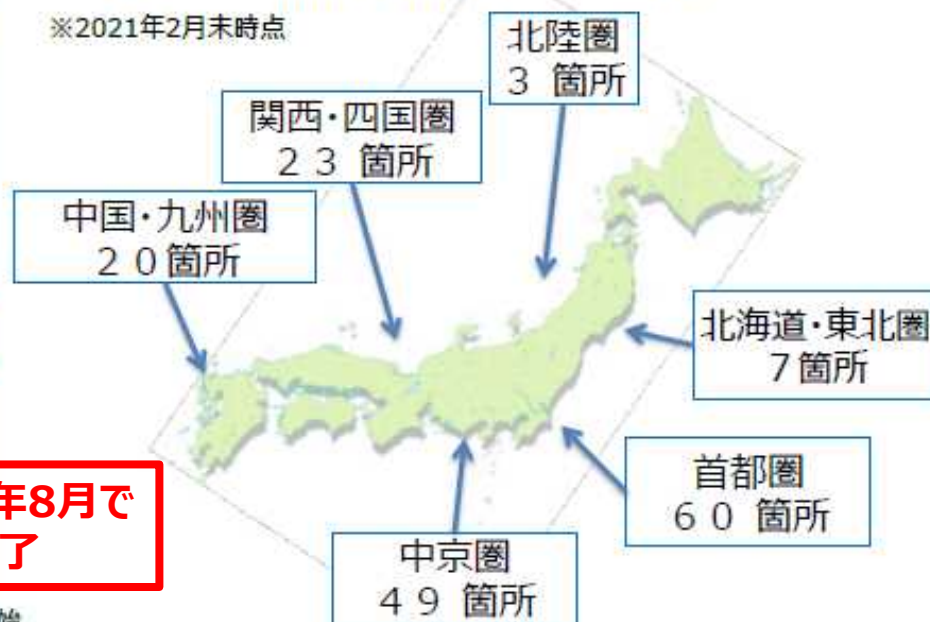 ※2021年2月末時点
北陸圏
３ 箇所
関西・四国圏
２３ 箇所
中国・九州圏
２０箇所
北海道・東北圏
７箇所
首都圏
６０ 箇所
年8月で
了
中京圏
４９ 箇所